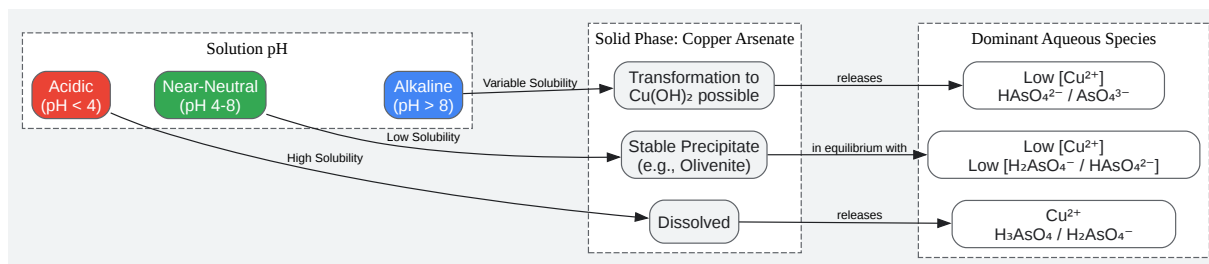 Solution pH
Acidic
(pH < 4)
Near-Neutral
(pH 4-8)
Alkaline
(pH > 8)
Variable Solubility
Low Solubility
High Solubility
Solid Phase: Copper Arsenate
Transformation to
Cu(OH)₂ possible
Stable Precipitate
(e.g., Olivenite)
Dissolved
releases
in equilibrium with
releases
Dominant Aqueous Species
Low [Cu²⁺]
HAsO₄²⁻ / AsO₄³⁻
Low [Cu²⁺]
Low [H₂AsO₄⁻ / HAsO₄²⁻]
Cu²⁺
H₃AsO₄ / H₂AsO₄⁻